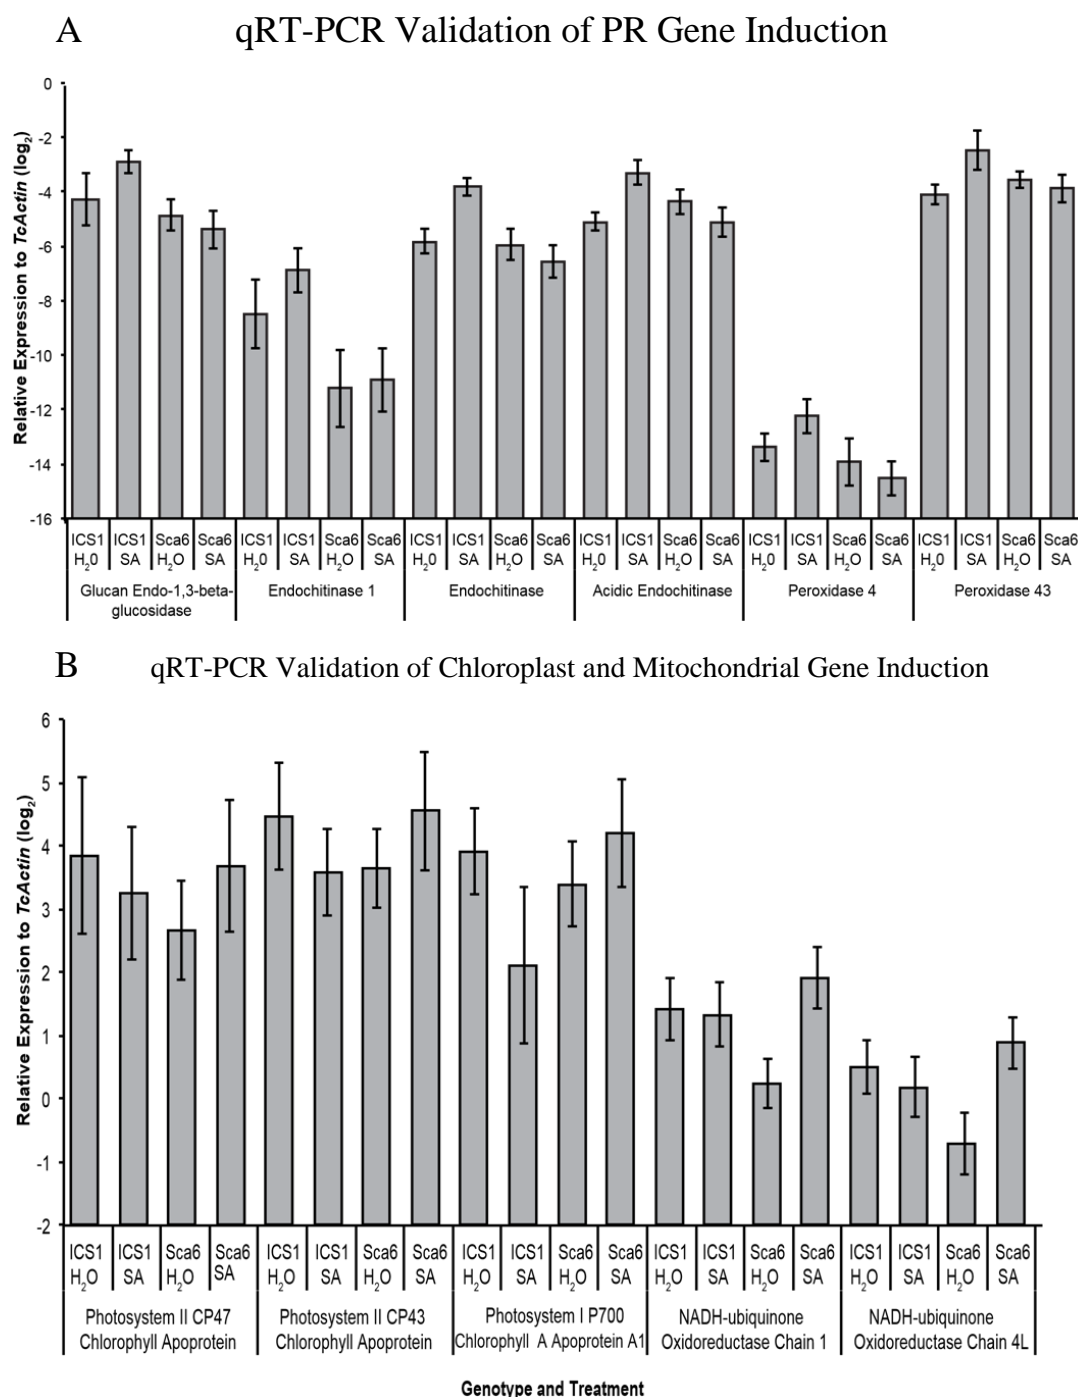 A qRT-PCR Validation of PR Gene Induction
Relative Expression to TcActin (log2)
0
-2
-4
-6
-8
-10
-12
-14
-16
ICS1 ICS1 Sca6 Sca6 ICS1 ICS1 Sca6 Sca6 ICS1 ICS1 Sca6 Sca6 ICS1 ICS1 Sca6 Sca6 ICS1 ICS1 Sca6 Sca6 ICS1 ICS1 Sca6 Sca6
H20 SA H2O SA H20 SA H2O SA H20 SA H2O SA H20 SA H2O SA H20 SA H2O SA H20 SA H2O SA
Glucan Endo-1,3-beta- Endochitinase 1 Endochitinase Acidic Endochitinase Peroxidase 4 Peroxidase 43
glucosidase
B qRT-PCR Validation of Chloroplast and Mitochondrial Gene Induction
Relative Expression to TcActin (log2)
6
5
4
3
2
1
0
-1
-2
ICS1 ICS1 Sca6 Sca6 ICS1 ICS1 Sca6 Sca6 ICS1 ICS1 Sca6 Sca6 ICS1 ICS1 Sca6 Sca6 ICS1 ICS1 Sca6 Sca6
H2O SA H2O SA H2O SA H2O SA H2O SA H2O SA H2O SA H2O SA H2O SA H2O SA
Photosystem II CP47 Photosystem II CP43 Photosystem I P700 NADH-ubiquinone NADH-ubiquinone
Chlorophyll Apoprotein Chlorophyll Apoprotein Chlorophyll A Apoprotein A1 Oxidoreductase Chain 1 Oxidoreductase Chain 4L
Genotype and Treatment